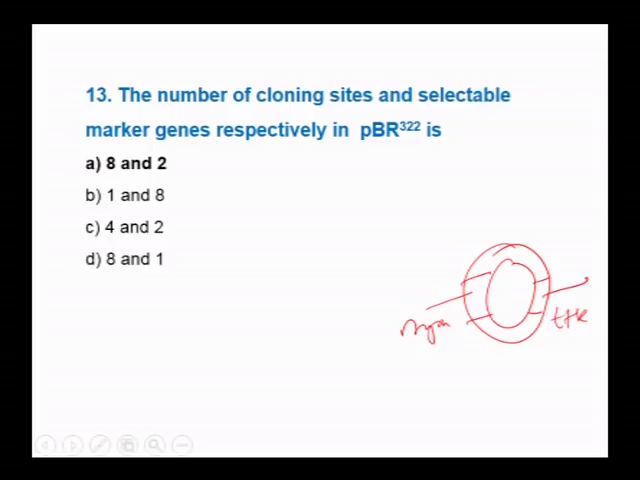 13. The number of cloning sites and selectable
marker genes respectively in pBR³²² is
a) 8 and 2
b) 1 and 8
c) 4 and 2
d) 8 and 1